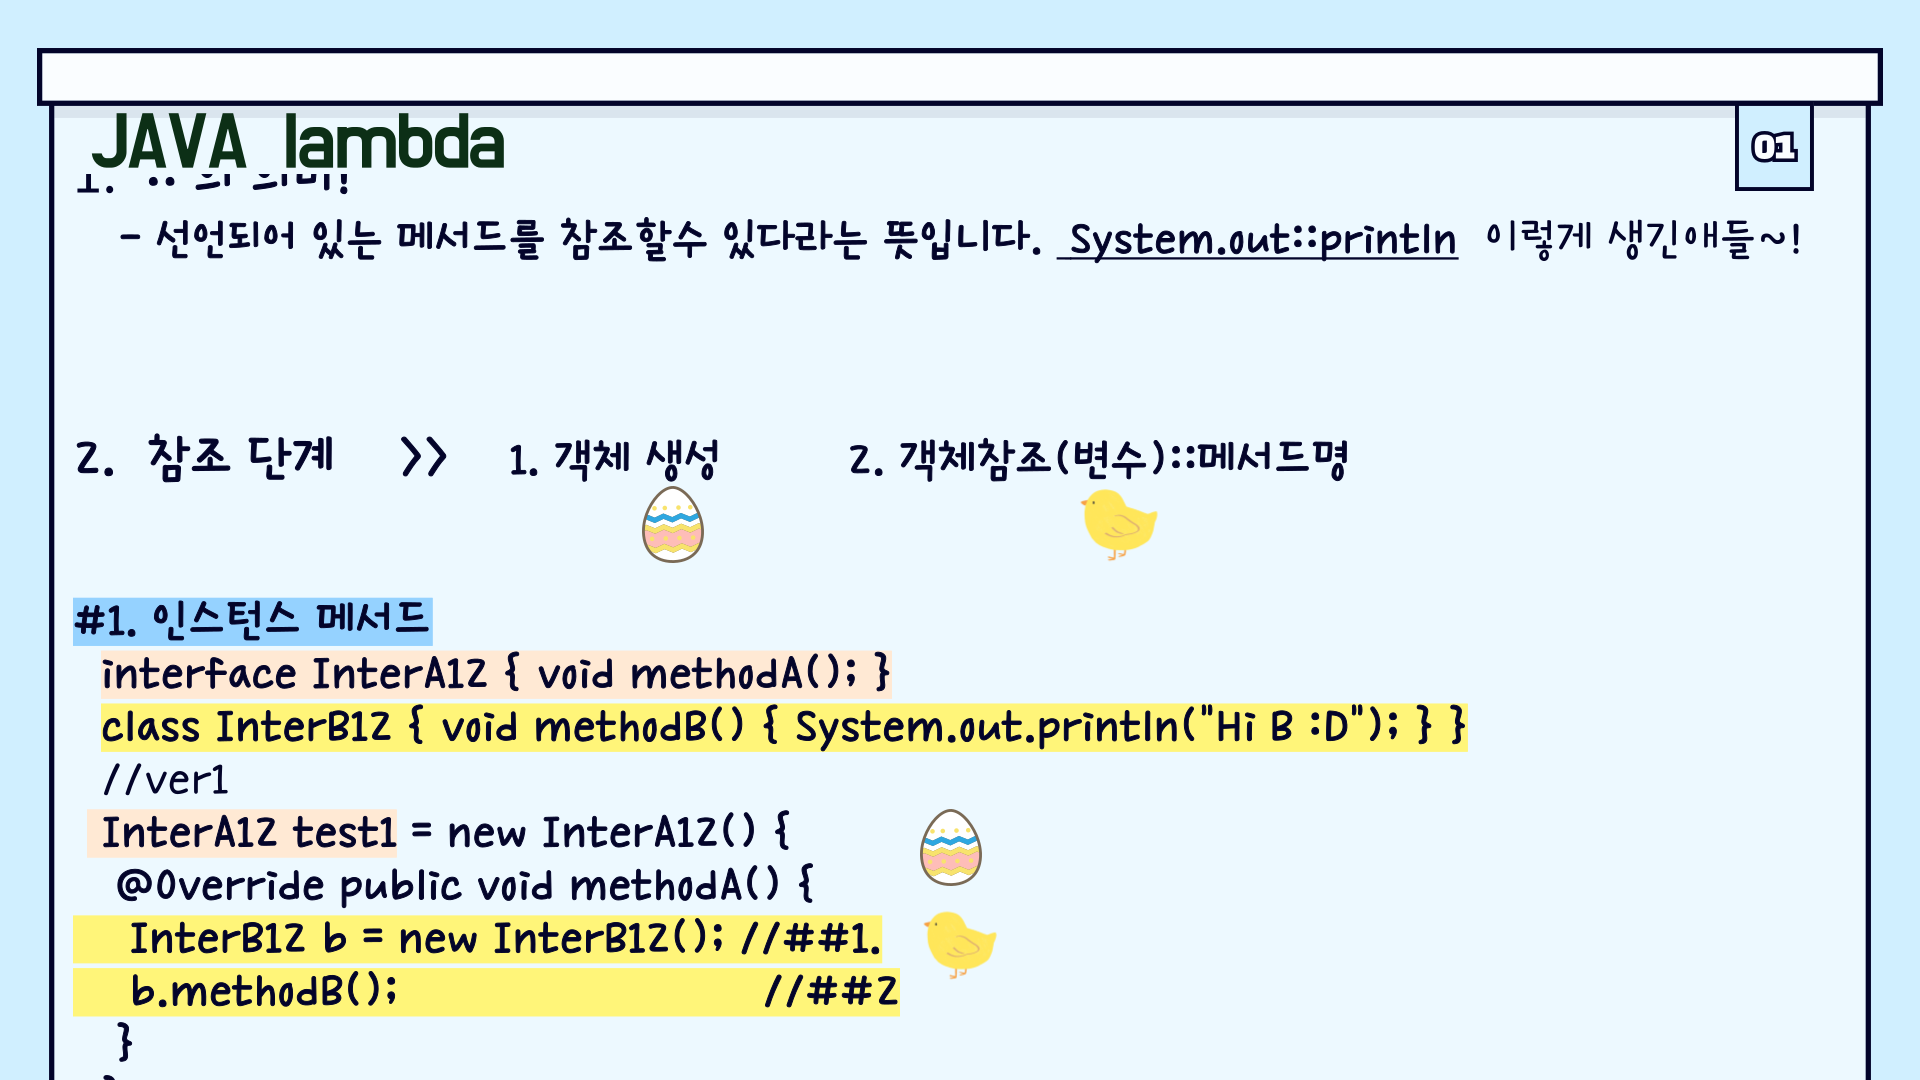 JAVA lambda
01
1. :: 의 의미!
- 선언되어 있는 메서드를 참조할수 있다라는 뜻입니다. System.out::println 이렇게 생긴애들~!
2. 참조 단계 >> 1. 객체 생성 2. 객체참조(변수)::메서드명
#1. 인스턴스 메서드
interface InterA12 { void methodA(); }
class InterB12 { void methodB() { System.out.println("Hi B :D"); } }
//ver1
InterA12 test1 = new InterA12() {
@Override public void methodA() {
InterB12 b = new InterB12(); //##1.
b.methodB(); //##2
}
}